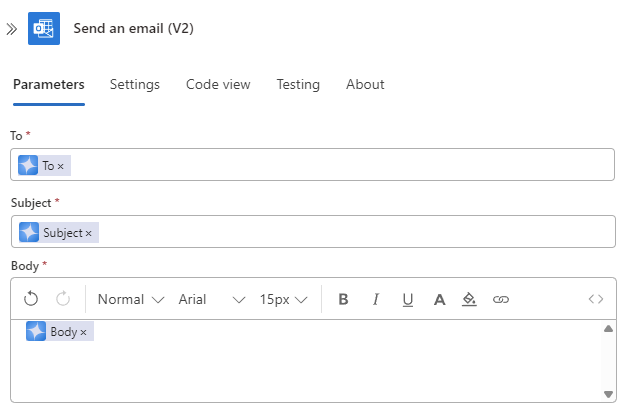 Send an email (V2)
Parameters Settings Code view Testing About
To *
To ×
Subject *
Subject ×
Body *
Normal Arial 15px B I U A
Body ×